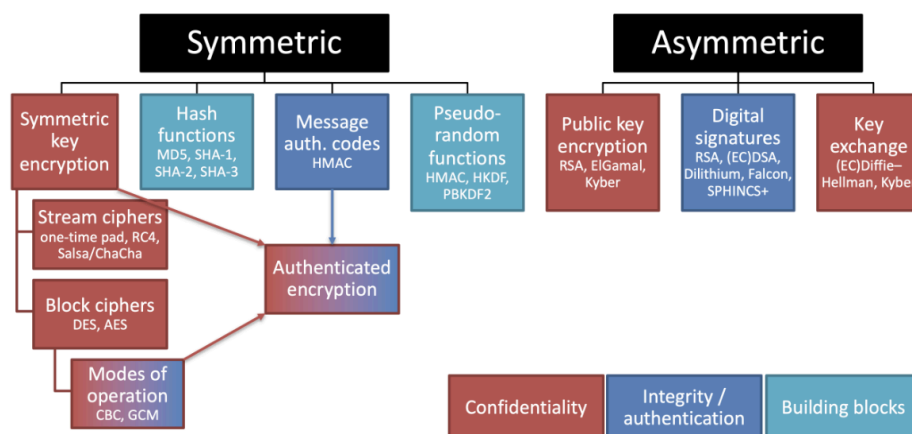 Symmetric
Asymmetric
Symmetric
key
encryption
Hash
functions
MD5, SHA-1,
SHA-2, SHA-3
Message
auth. codes
HMAC
Pseudo-
random
functions
HMAC, HKDF,
PBKDF2
Public key
encryption
RSA, ElGamal,
Kyber
Digital
signatures
RSA, (EC)DSA,
Dilithium, Falcon,
SPHINCS+
Key
exchange
(EC)Diffie–
Hellman, Kyber
Stream ciphers
one-time pad, RC4,
Salsa/ChaCha
Authenticated
encryption
Block ciphers
DES, AES
Modes of
operation
CBC, GCM
Confidentiality
Integrity /
authentication
Building blocks